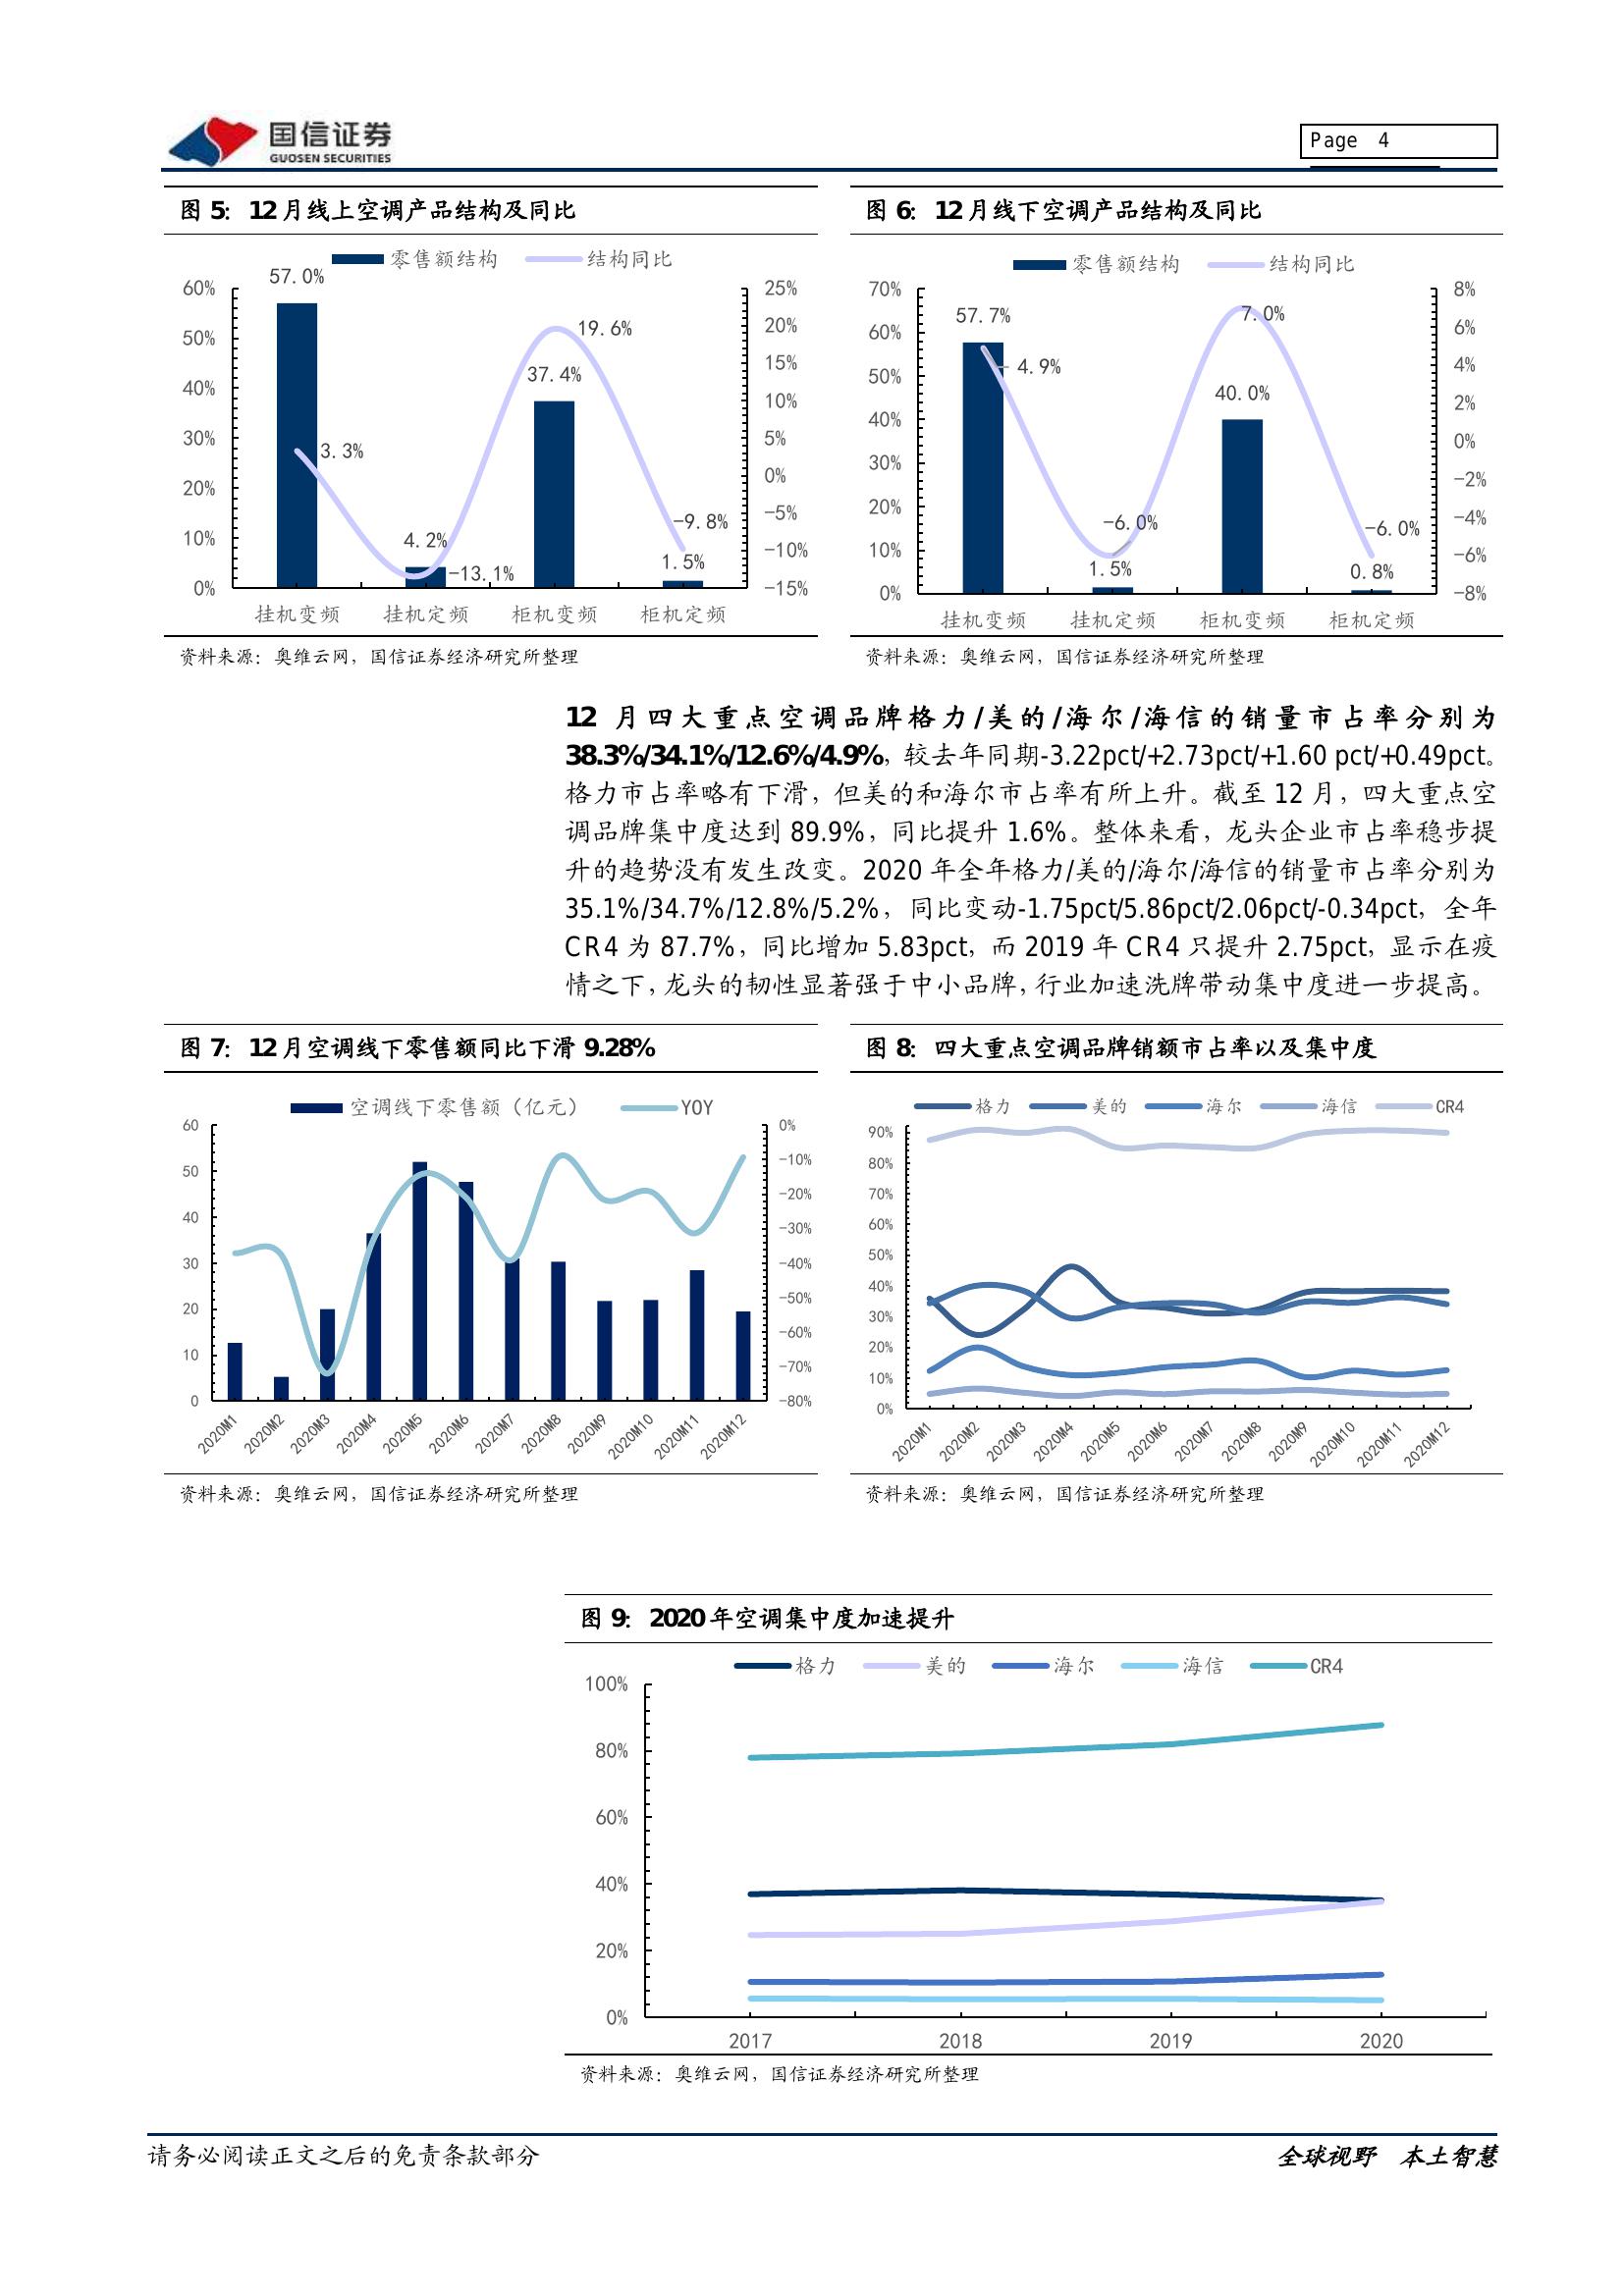 国信证券
GUOSEN SECURITIES
Page 4
图 5: 12 月线上空调产品结构及同比
零售额结构 结构同比
60% 50% 40% 30% 20% 10% 0%
57.0% 4.2% 37.4% 1.5%
3.3% -13.1% 19.6% -9.8%
25% 20% 15% 10% 5% 0% -5% -10% -15%
挂机变频 挂机定频 柜机变频 柜机定频
资料来源：奥维云网，国信证券经济研究所整理
图 6: 12 月线下空调产品结构及同比
零售额结构 结构同比
70% 60% 50% 40% 30% 20% 10% 0%
57.7% 1.5% 40.0% 0.8%
4.9% -6.0% 7.0% -6.0%
8% 6% 4% 2% 0% -2% -4% -6% -8%
挂机变频 挂机定频 柜机变频 柜机定频
资料来源：奥维云网，国信证券经济研究所整理
12 月四大重点空调品牌格力/美的/海尔/海信的销量市占率分别为
38.3%/34.1%/12.6%/4.9%，较去年同期-3.22pct/+2.73pct/+1.60 pct/+0.49pct。
格力市占率略有下滑，但美的和海尔市占率有所上升。截至 12 月，四大重点空
调品牌集中度达到 89.9%，同比提升 1.6%。整体来看，龙头企业市占率稳步提
升的趋势没有发生改变。2020 年全年格力/美的/海尔/海信的销量市占率分别为
35.1%/34.7%/12.8%/5.2%，同比变动-1.75pct/5.86pct/2.06pct/-0.34pct，全年
CR4 为 87.7%，同比增加 5.83pct，而 2019 年 CR4 只提升 2.75pct，显示在疫
情之下，龙头的韧性显著强于中小品牌，行业加速洗牌带动集中度进一步提高。
图 7: 12 月空调线下零售额同比下滑 9.28%
空调线下零售额（亿元） YOY
60 50 40 30 20 10 0
0% -10% -20% -30% -40% -50% -60% -70% -80%
2020M1 2020M2 2020M3 2020M4 2020M5 2020M6 2020M7 2020M8 2020M9 2020M10 2020M11 2020M12
资料来源：奥维云网，国信证券经济研究所整理
图 8: 四大重点空调品牌销额市占率以及集中度
格力 美的 海尔 海信 CR4
90% 80% 70% 60% 50% 40% 30% 20% 10% 0%
2020M1 2020M2 2020M3 2020M4 2020M5 2020M6 2020M7 2020M8 2020M9 2020M10 2020M11 2020M12
资料来源：奥维云网，国信证券经济研究所整理
图 9: 2020 年空调集中度加速提升
格力 美的 海尔 海信 CR4
100% 80% 60% 40% 20% 0%
2017 2018 2019 2020
资料来源：奥维云网，国信证券经济研究所整理
请务必阅读正文之后的免责条款部分
全球视野 本土智慧